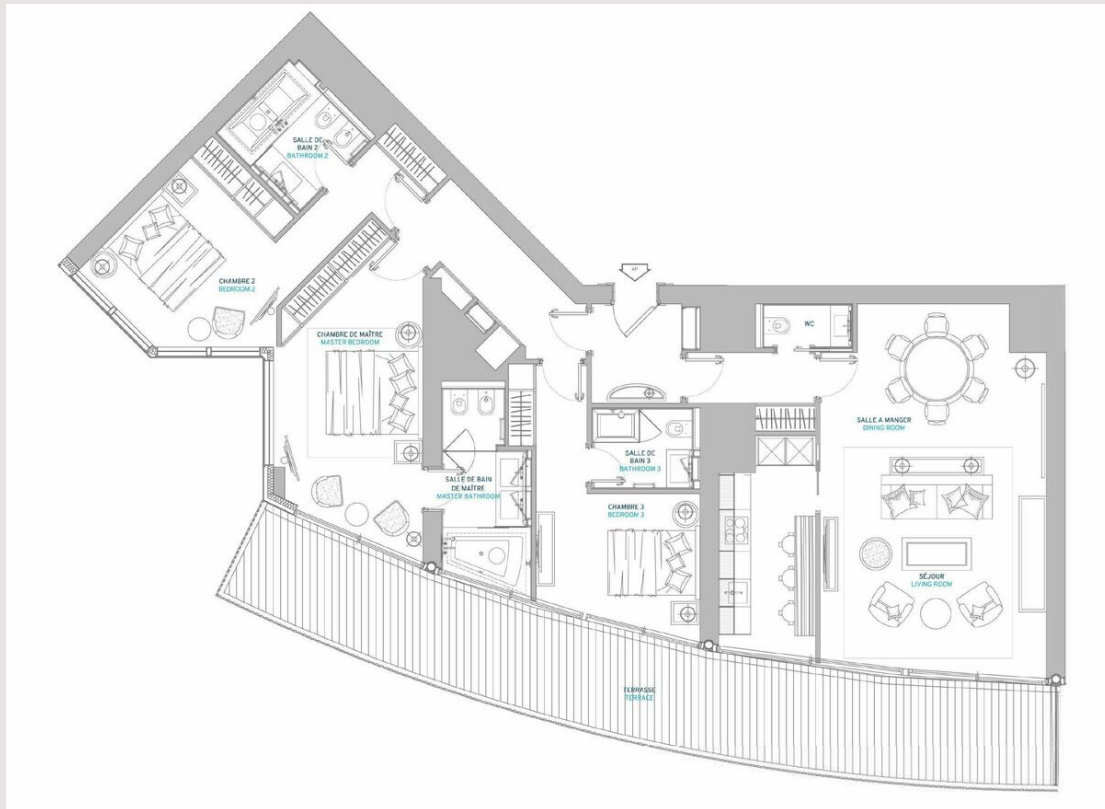 SALLE DE
BAIN 2
BATHROOM 2
CHAMBRE 2
BEDROOM 2
CHAMBRE DE MAÎTRE
MASTER BEDROOM
WC
SALLE A MANGER
DINING ROOM
SALLE DE
BAIN 3
BATHROOM 3
SALLE DE BAIN
DE MAÎTRE
MASTER BATHROOM
CHAMBRE 3
BEDROOM 3
SÉJOUR
LIVING ROOM
TERRASSE
TERRACE